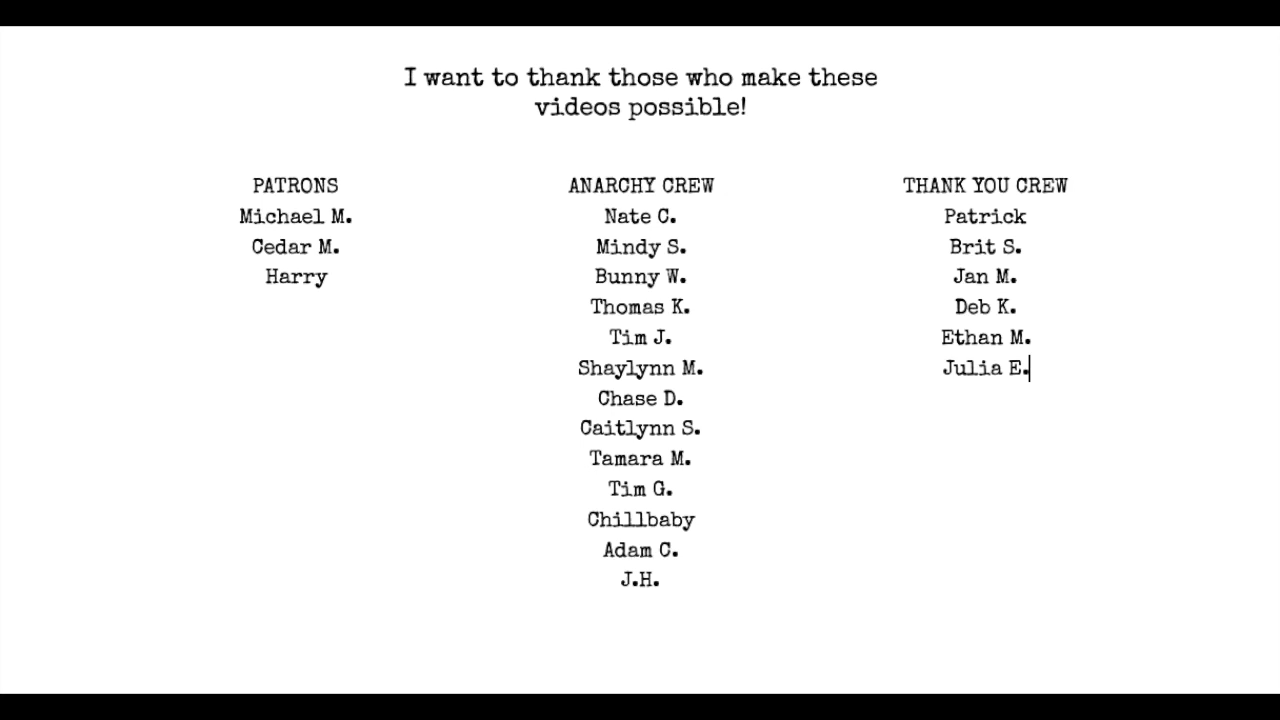 I want to thank those who make these
videos possible!
PATRONS
Michael M.
Cedar M.
Harry
ANARCHY CREW
Nate C.
Mindy S.
Bunny W.
Thomas K.
Tim J.
Shaylynn M.
Chase D.
Caitlynn S.
Tamara M.
Tim G.
Chillbaby
Adam C.
J.H.
THANK YOU CREW
Patrick
Brit S.
Jan M.
Deb K.
Ethan M.
Julia E.